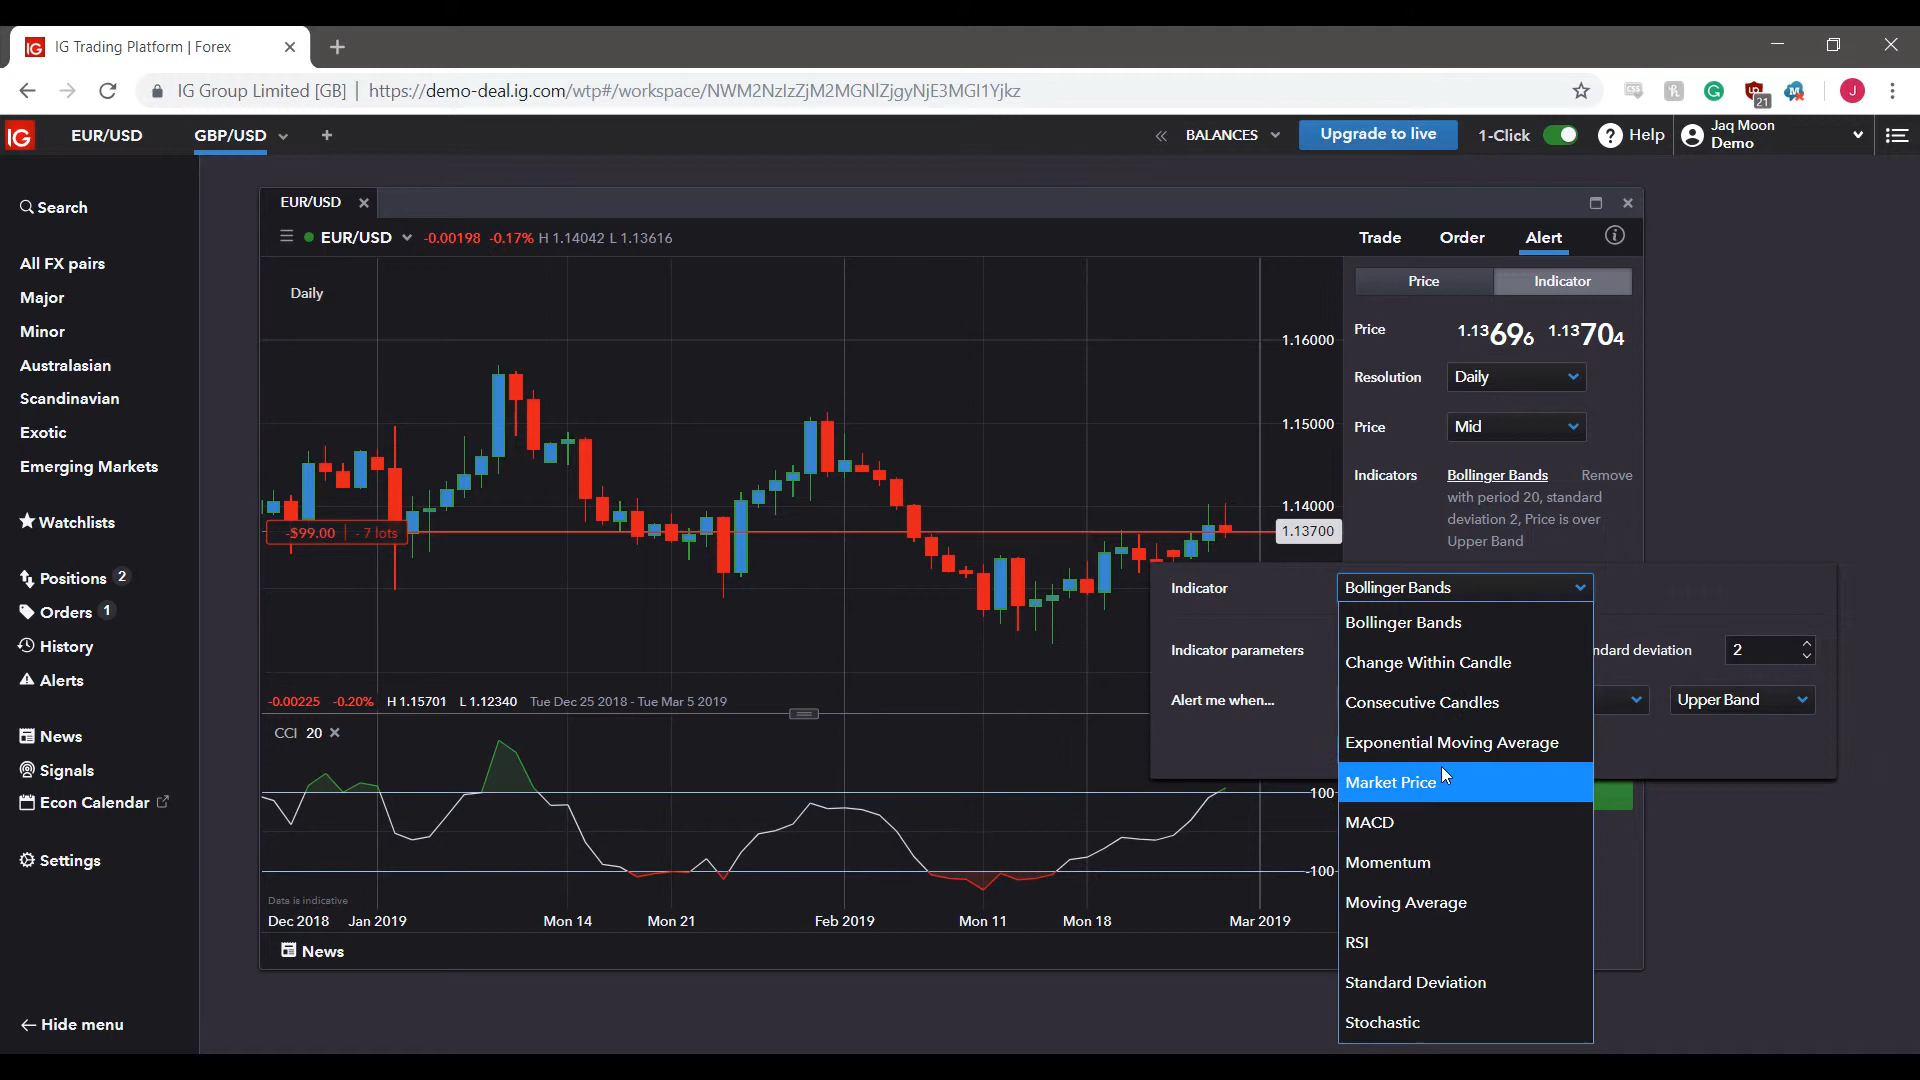 IG Trading Platform | Forex
IG Group Limited [GB] | https://demo-deal.ig.com/wtp#/workspace/NWM2NzIzZjM2MGNlZjgyNjE3MGI1Yjkz
21
J
IG
EUR/USD
GBP/USD
BALANCES
Upgrade to live
1-Click
Help
Jaq Moon
Demo
Search
All FX pairs
Major
Minor
Australasian
Scandinavian
Exotic
Emerging Markets
Watchlists
Positions 2
Orders 1
History
Alerts
News
Signals
Econ Calendar
Settings
Hide menu
EUR/USD
EUR/USD -0.00198 -0.17% H 1.14042 L 1.13616
Daily
1.16000
1.15000
1.14000
1.13700
-$99.00 - 7 lots
-0.00225 -0.20% H 1.15701 L 1.12340 Tue Dec 25 2018 - Tue Mar 5 2019
CCI 20
100
-100
Data is indicative
Dec 2018 Jan 2019 Mon 14 Mon 21 Feb 2019 Mon 11 Mon 18 Mar 2019
News
Trade Order Alert
Price Indicator
Price 1.13696 1.13704
Resolution Daily
Price Mid
Indicators Bollinger Bands Remove
with period 20, standard
deviation 2, Price is over
Upper Band
Indicator Bollinger Bands
Indicator parameters ndard deviation 2
Alert me when... Upper Band
Bollinger Bands
Change Within Candle
Consecutive Candles
Exponential Moving Average
Market Price
MACD
Momentum
Moving Average
RSI
Standard Deviation
Stochastic